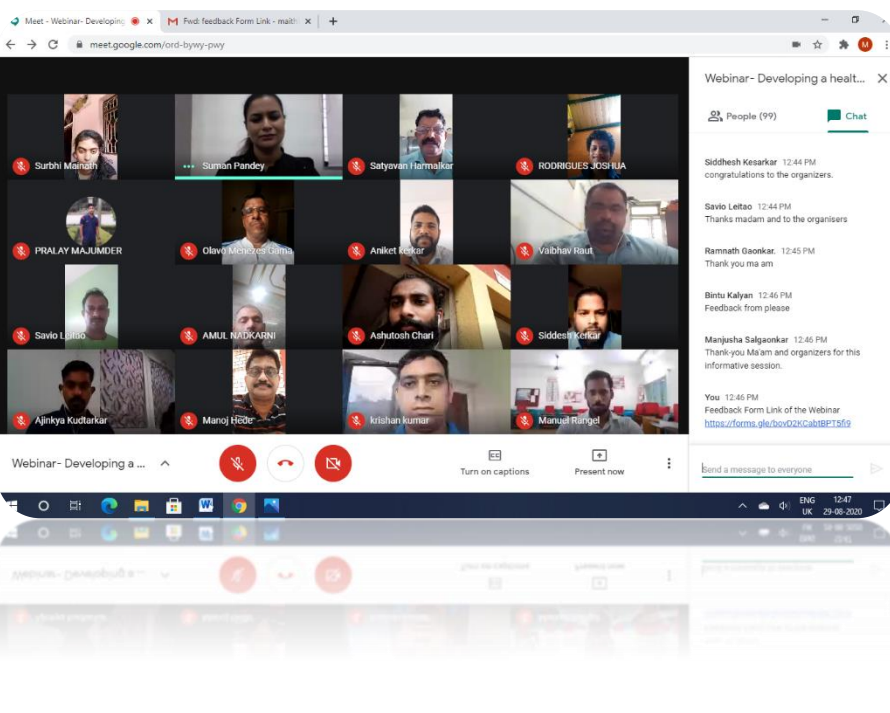 Meet - Webinar- Developing
Fwd: feedback Form Link - maith
meet.google.com/ord-bywy-pwy
M
Surbhi Mainath
Suman Pandey
Satyavan Harmalkar
RODRIGUES JOSHUA
PRALAY MAJUMDER
Olavo Menezes Gama
Aniket kerkar
Vaibhav Raut
Savio Leitao
AMUL NADKARNI
Ashutosh Chari
Siddesh Kerkar
Ajinkya Kudtarkar
Manoj Hede
krishan kumar
Manuel Rangel
Webinar- Developing a healt...
People (99)
Chat
Siddhesh Kesarkar 12:44 PM
congratulations to the organizers.
Savio Leitao 12:44 PM
Thanks madam and to the organisers
Ramnath Gaonkar. 12:45 PM
Thank you ma am
Bintu Kalyan 12:46 PM
Feedback from please
Manjusha Salgaonkar 12:46 PM
Thank-you Ma'am and organizers for this
informative session.
You 12:46 PM
Feedback Form Link of the Webinar
https://forms.gle/boyD2KCabtBPT5fi9
Send a message to everyone
Webinar- Developing a ...
CC
Turn on captions
Present now
ENG 12:47
UK 29-08-2020